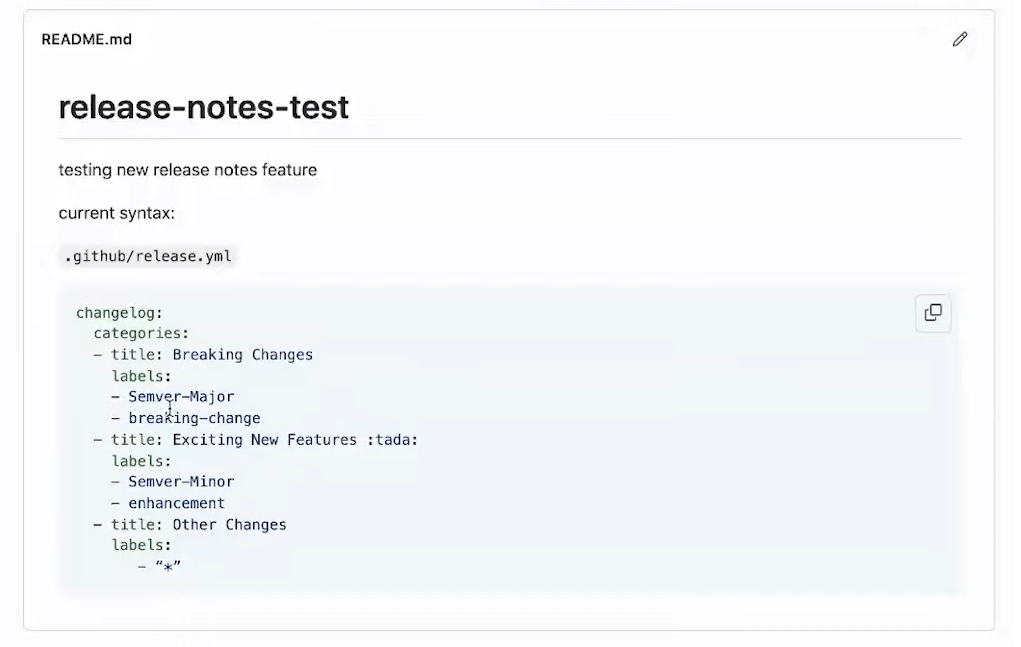 README.md
release-notes-test
testing new release notes feature
current syntax:
.github/release.yml
changelog:
  categories:
  - title: Breaking Changes
    labels:
    - Semver-Major
    - breaking-change
  - title: Exciting New Features :tada:
    labels:
    - Semver-Minor
    - enhancement
  - title: Other Changes
    labels:
       - “*”